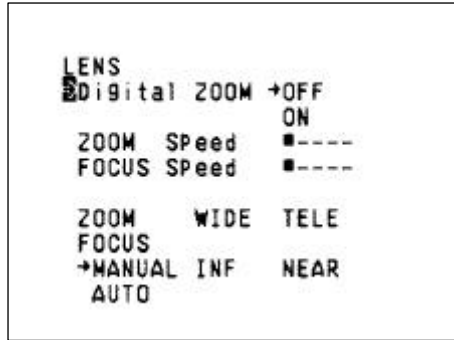 LENS
Digital ZOOM →OFF
ON
ZOOM SPeed ■----
FOCUS SPeed ■----
ZOOM WIDE TELE
FOCUS
→MANUAL INF NEAR
AUTO